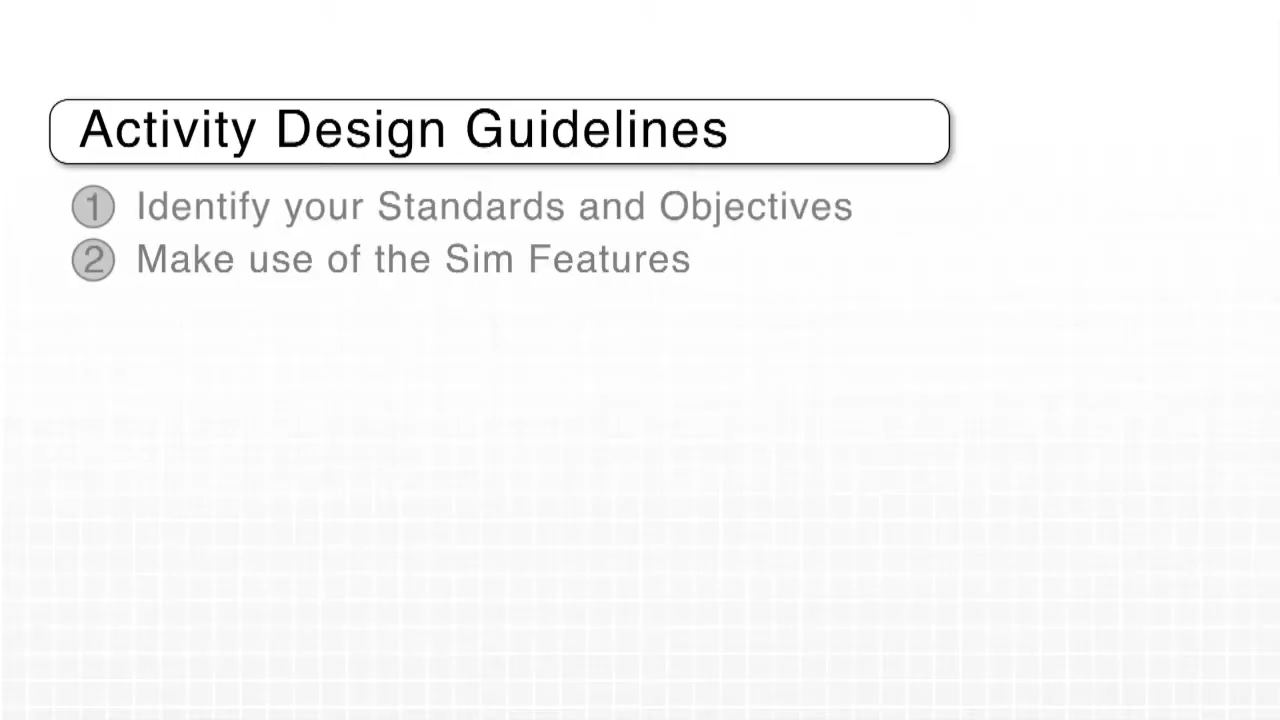 Activity Design Guidelines
1 Identify your Standards and Objectives
2 Make use of the Sim Features